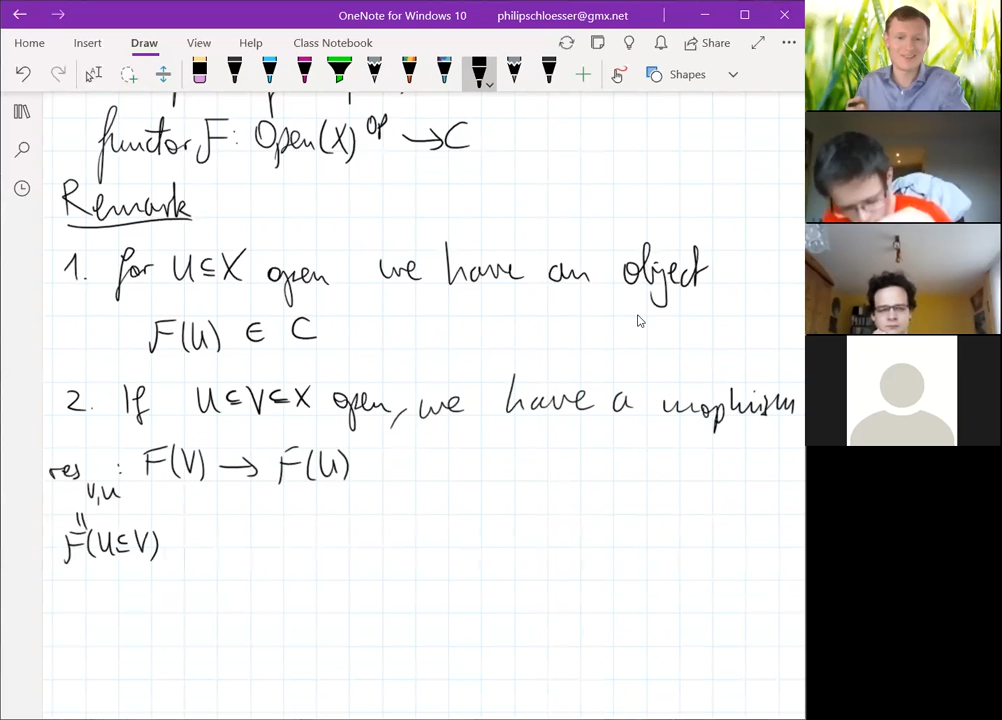 OneNote for Windows 10
philipschloesser@gmx.net
Home Insert Draw View Help Class Notebook
Share
Shapes
functor F: Open(X)^op → C
Remark
1. for U ⊆ X open we have an object
F(U) ∈ C
2. If U ⊆ V ⊆ X open, we have a mophism
res_{V,U} : F(V) → F(U)
=
F(U ⊆ V)